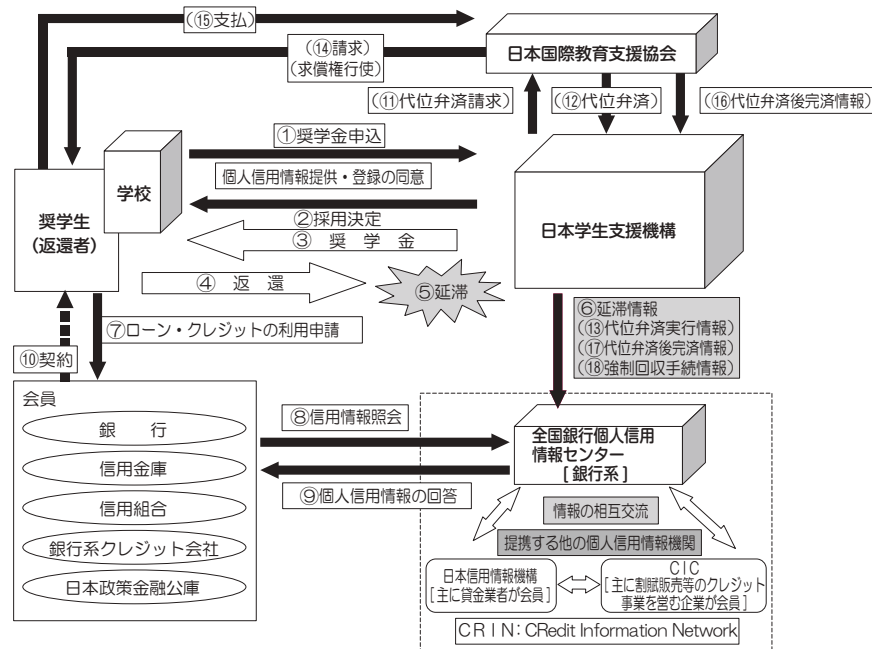 (⑮支払)
(⑭請求)
(求償権行使)
日本国際教育支援協会
(⑪代位弁済請求)
(⑫代位弁済)
(⑯代位弁済後完済情報)
①奨学金申込
個人信用情報提供・登録の同意
学校
奨学生
(返還者)
②採用決定
③ 奨 学 金
日本学生支援機構
④ 返 還
⑤延滞
⑥延滞情報
(⑬代位弁済実行情報)
(⑰代位弁済後完済情報)
(⑱強制回収手続情報)
⑦ローン・クレジットの利用申請
⑩契約
会員
銀 行
信用金庫
信用組合
銀行系クレジット会社
日本政策金融公庫
⑧信用情報照会
⑨個人信用情報の回答
全国銀行個人信用
情報センター
[銀行系]
情報の相互交流
提携する他の個人信用情報機関
日本信用情報機構
[主に貸金業者が会員]
CIC
[主に割賦販売等のクレジット
事業を営む企業が会員]
CRIN:CRedit Information Network